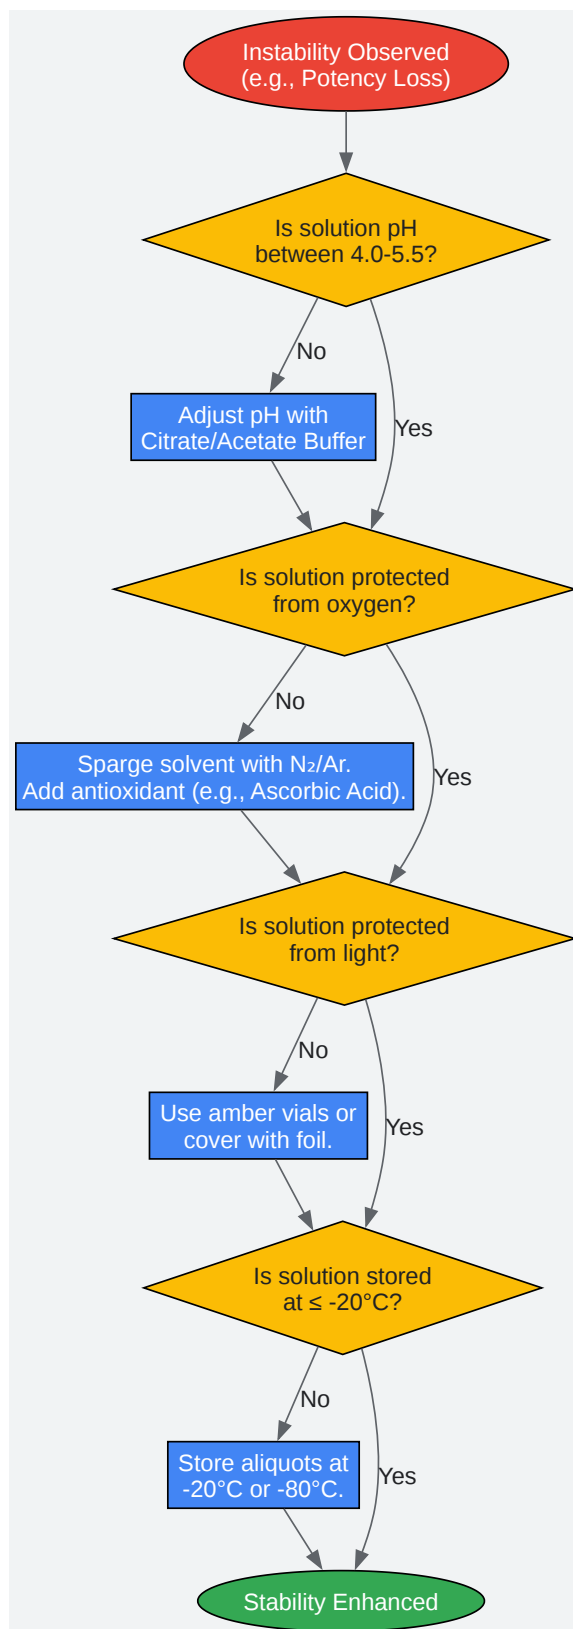 Instability Observed
(e.g., Potency Loss)
Is solution pH
between 4.0-5.5?
No
Adjust pH with
Citrate/Acetate Buffer
Yes
Is solution protected
from oxygen?
No
Sparge solvent with N₂/Ar.
Add antioxidant (e.g., Ascorbic Acid).
Yes
Is solution protected
from light?
No
Use amber vials or
cover with foil.
Yes
Is solution stored
at ≤ -20°C?
No
Store aliquots at
-20°C or -80°C.
Yes
Stability Enhanced